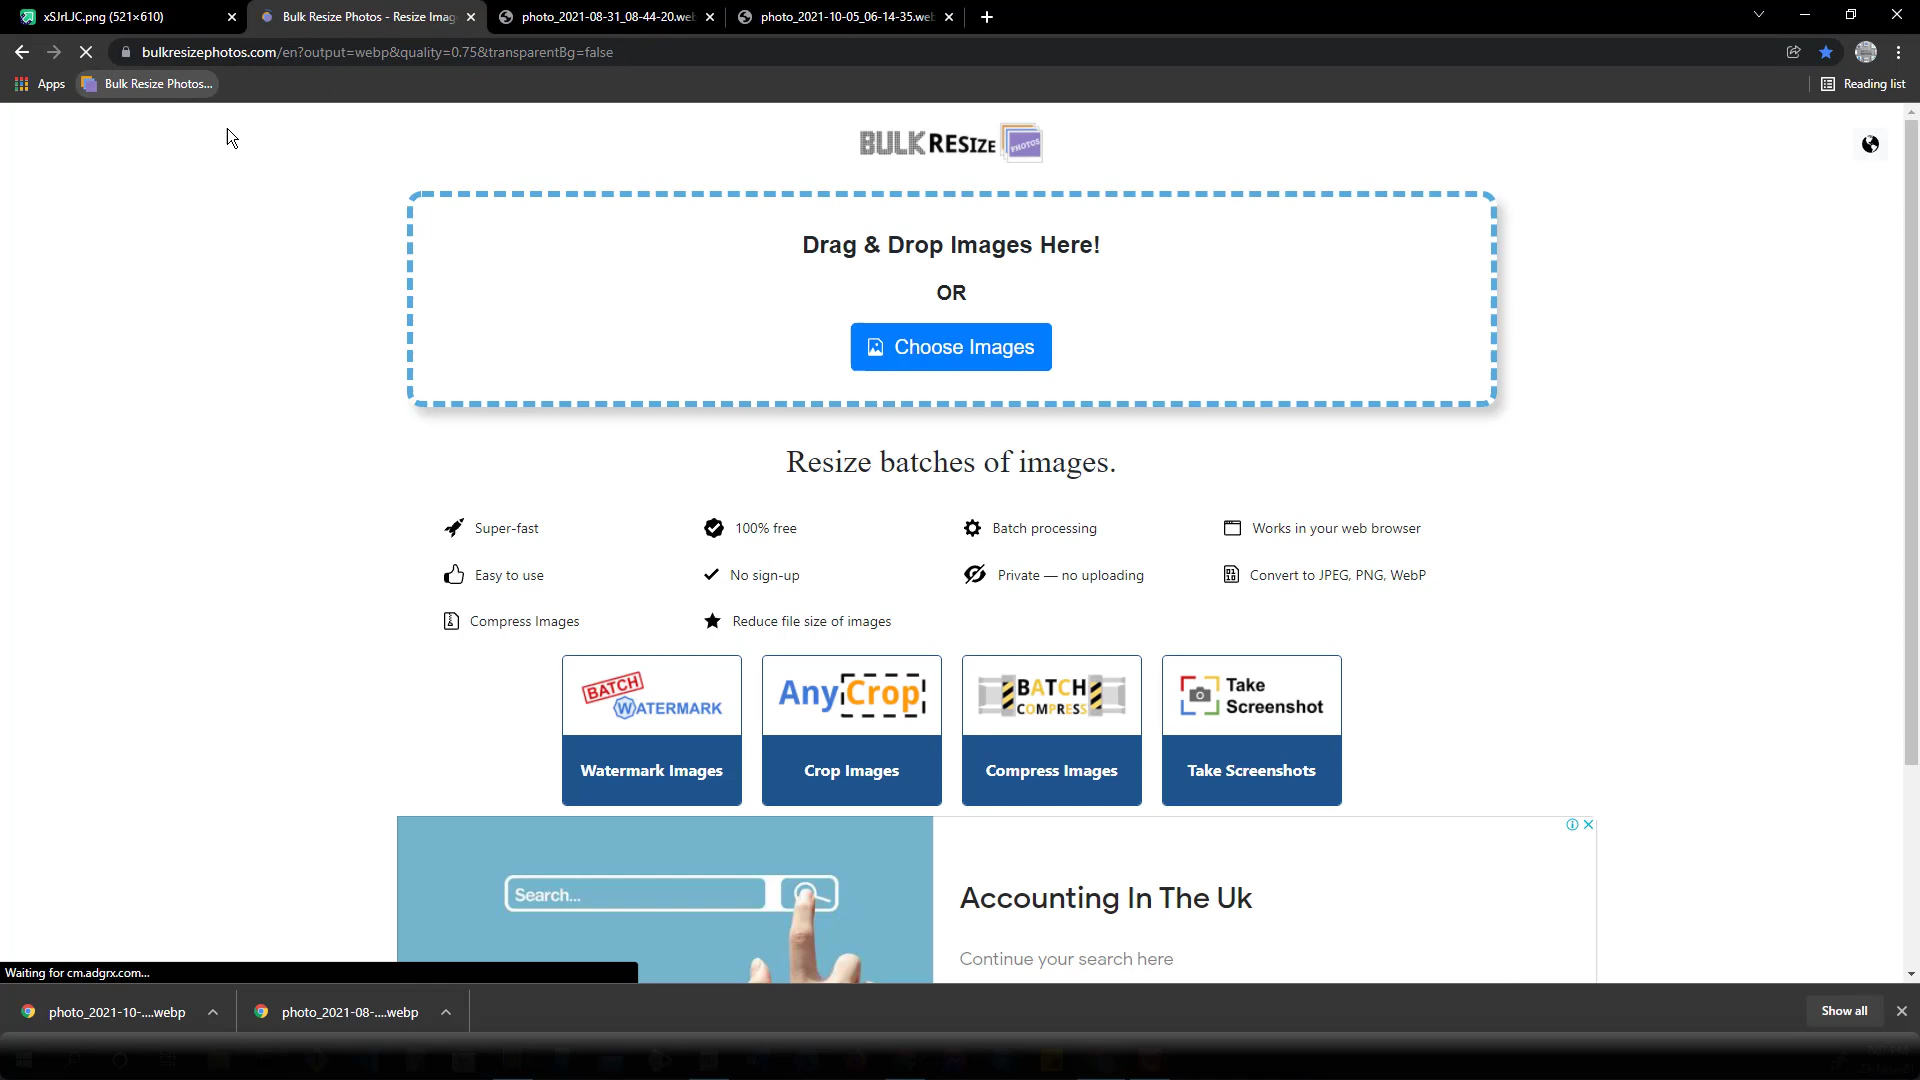 xSJrLJC.png (521×610)
Bulk Resize Photos - Resize Imag
photo_2021-08-31_08-44-20.we
photo_2021-10-05_06-14-35.we
bulkresizephotos.com/en?output=webp&quality=0.75&transparentBg=false
Apps
Bulk Resize Photos...
Reading list
BULK RESIZE PHOTOS
Drag & Drop Images Here!
OR
Choose Images
Resize batches of images.
Super-fast
100% free
Batch processing
Works in your web browser
Easy to use
No sign-up
Private — no uploading
Convert to JPEG, PNG, WebP
Compress Images
Reduce file size of images
BATCH WATERMARK
AnyCrop
BATCH COMPRESS
Take Screenshot
Watermark Images
Crop Images
Compress Images
Take Screenshots
Search...
Accounting In The Uk
Continue your search here
Waiting for cm.adgrx.com...
photo_2021-10-....webp
photo_2021-08-....webp
Show all